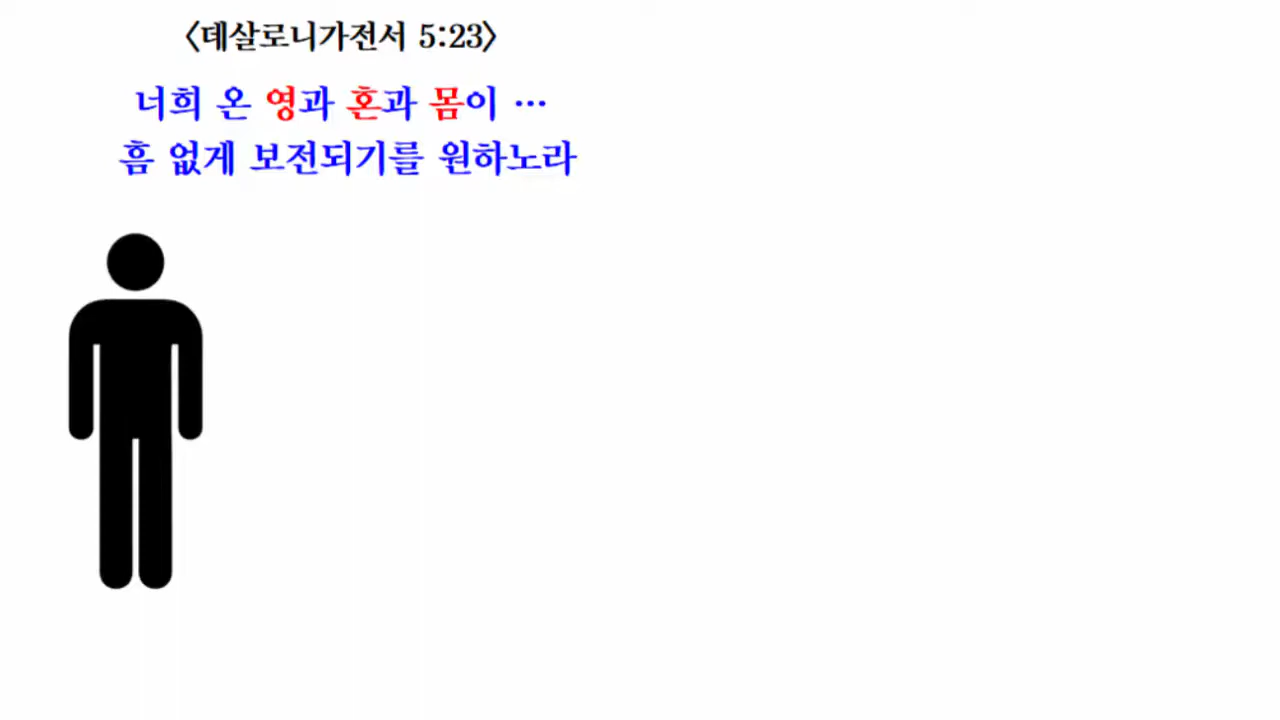 〈데살로니가전서 5:23〉
너희 온 영과 혼과 몸이 …
흠 없게 보전되기를 원하노라